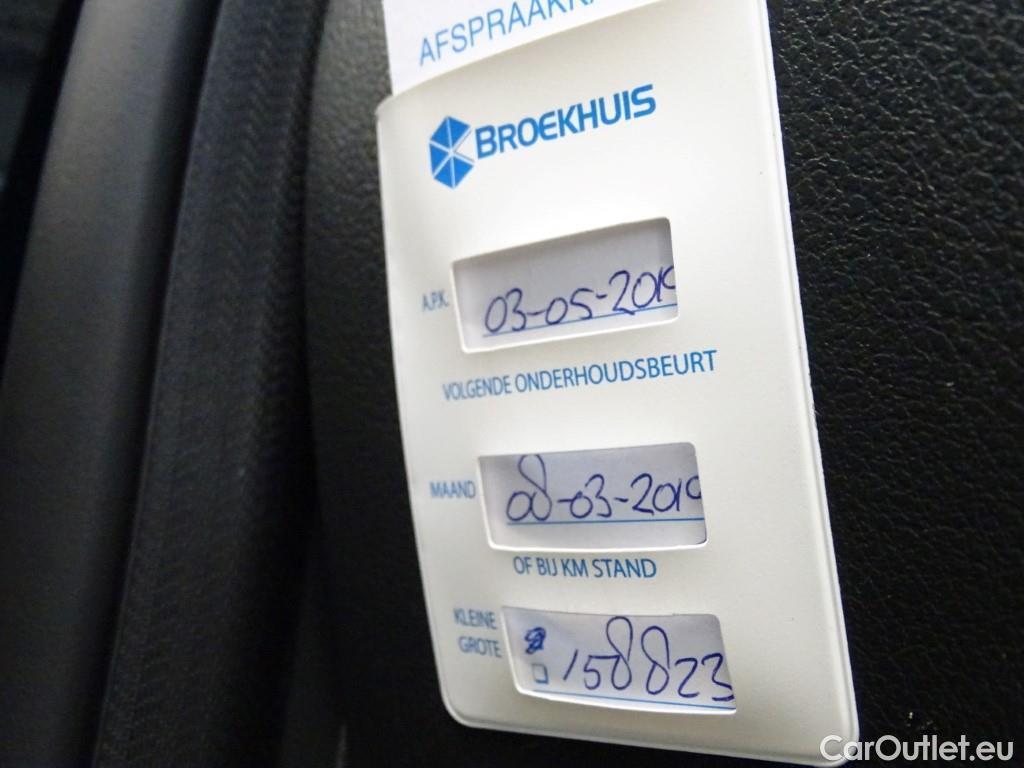 BROEKHUIS
A.P.K.
03-05-2019
VOLGENDE ONDERHOUDSBEURT
MAAND
08-03-2019
OF BIJ KM STAND
KLEINE
GROTE
158823
CarOutlet.eu